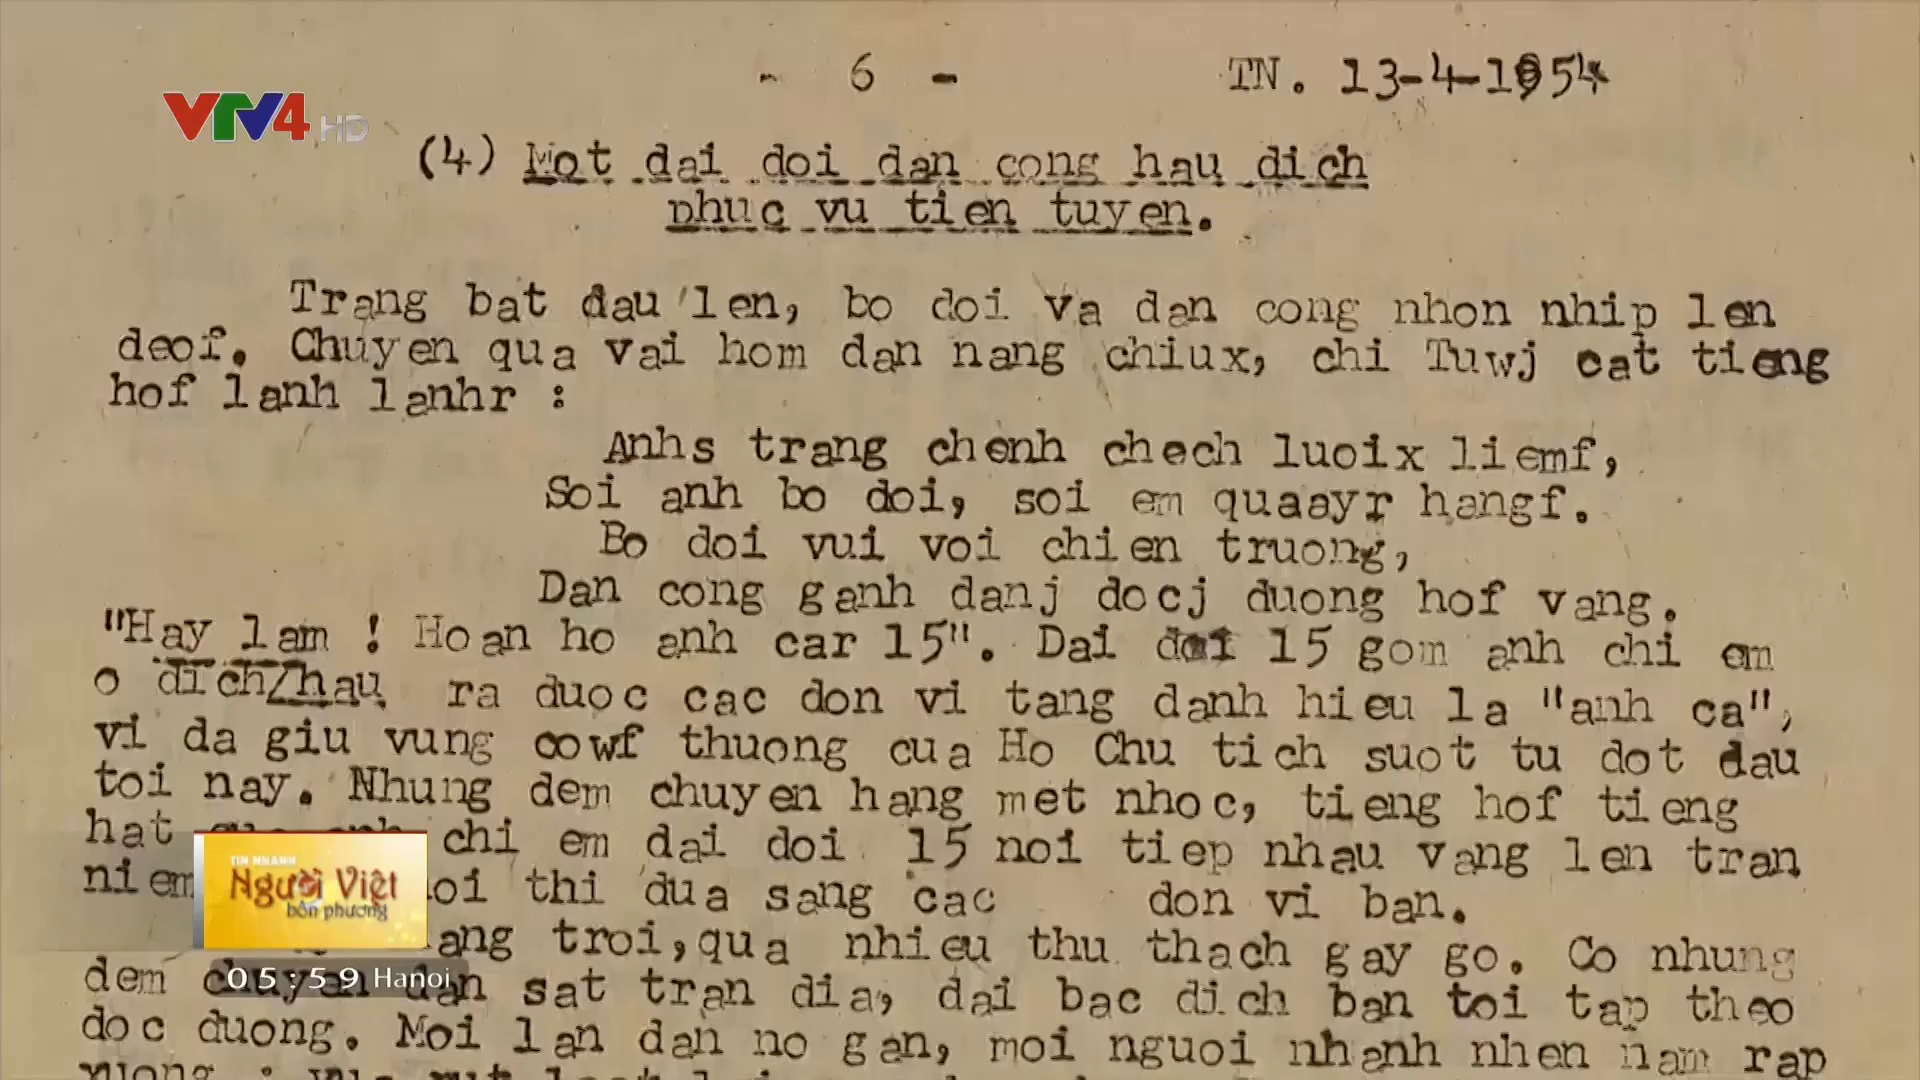 - 6 - TN. 13-4-1954
VTV4 HD
(4) Mot dai doi dan cong hau dich
phuc vu tien tuyen.
Trang bat dau len, bo doi va dan cong nhon nhip len
deof. Chuyen qua vai hom dan nang chiux, chi Tuwj cat tieng
hof lanh lanhr :
Anhs trang chenh chech luoix liemf,
Soi anh bo doi, soi em quaayr hangf.
Bo doi vui voi chien truong,
Dan cong ganh danj docj duong hof vang.
"Hay lam ! Hoan ho anh car 15". Dai doi 15 gom anh chi em
o dich/hau ra duoc cac don vi tang danh hieu la "anh ca",
vi da giu vung cowf thuong cua Ho Chu tich suot tu dot dau
toi nay. Nhung dem chuyen hang met nhoc, tieng hof tieng
hat chi em dai doi 15 noi tiep nhau vang len tran
niem thi dua sang cac don vi ban.
troi, qua nhieu thu thach gay go. Co nhung
dem chuyen dan sat tran dia, dai bac dich ban toi tap theo
doc duong. Moi lan dan no gan, moi nguoi nhanh nhen nam rap
TIN NHANH
Người Việt
bốn phương
05:59 Hanoi